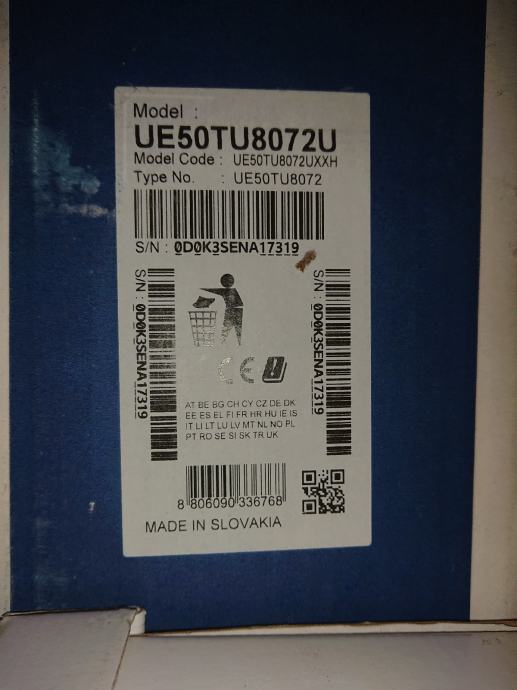 Model :
UE50TU8072U
Model Code : UE50TU8072UXXH
Type No. : UE50TU8072
S/N : 0D0K3SENA17319
S/N : 0D0K3SENA17319
S/N : 0D0K3SENA17319
CE
AT BE BG CH CY CZ DE DK
EE ES EL FI FR HR HU IE IS
IT LI LT LU LV MT NL NO PL
PT RO SE SI SK TR UK
8 806090 336768
MADE IN SLOVAKIA